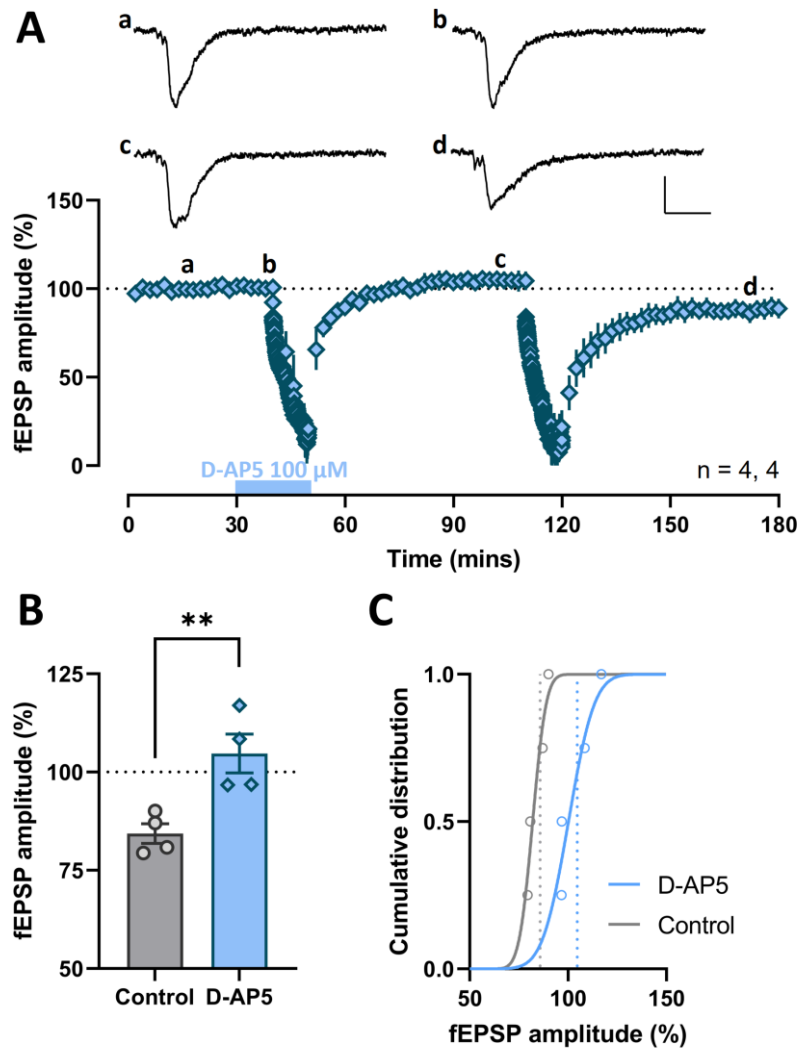 A
a
b
c
d
150
100
50
0
fEPSP amplitude (%)
a
b
c
d
D-AP5 100 µM
n = 4, 4
0
30
60
90
120
150
180
Time (mins)
B
**
125
100
75
50
fEPSP amplitude (%)
Control
D-AP5
C
1.0
0.5
0.0
Cumulative distribution
D-AP5
Control
50
100
150
fEPSP amplitude (%)